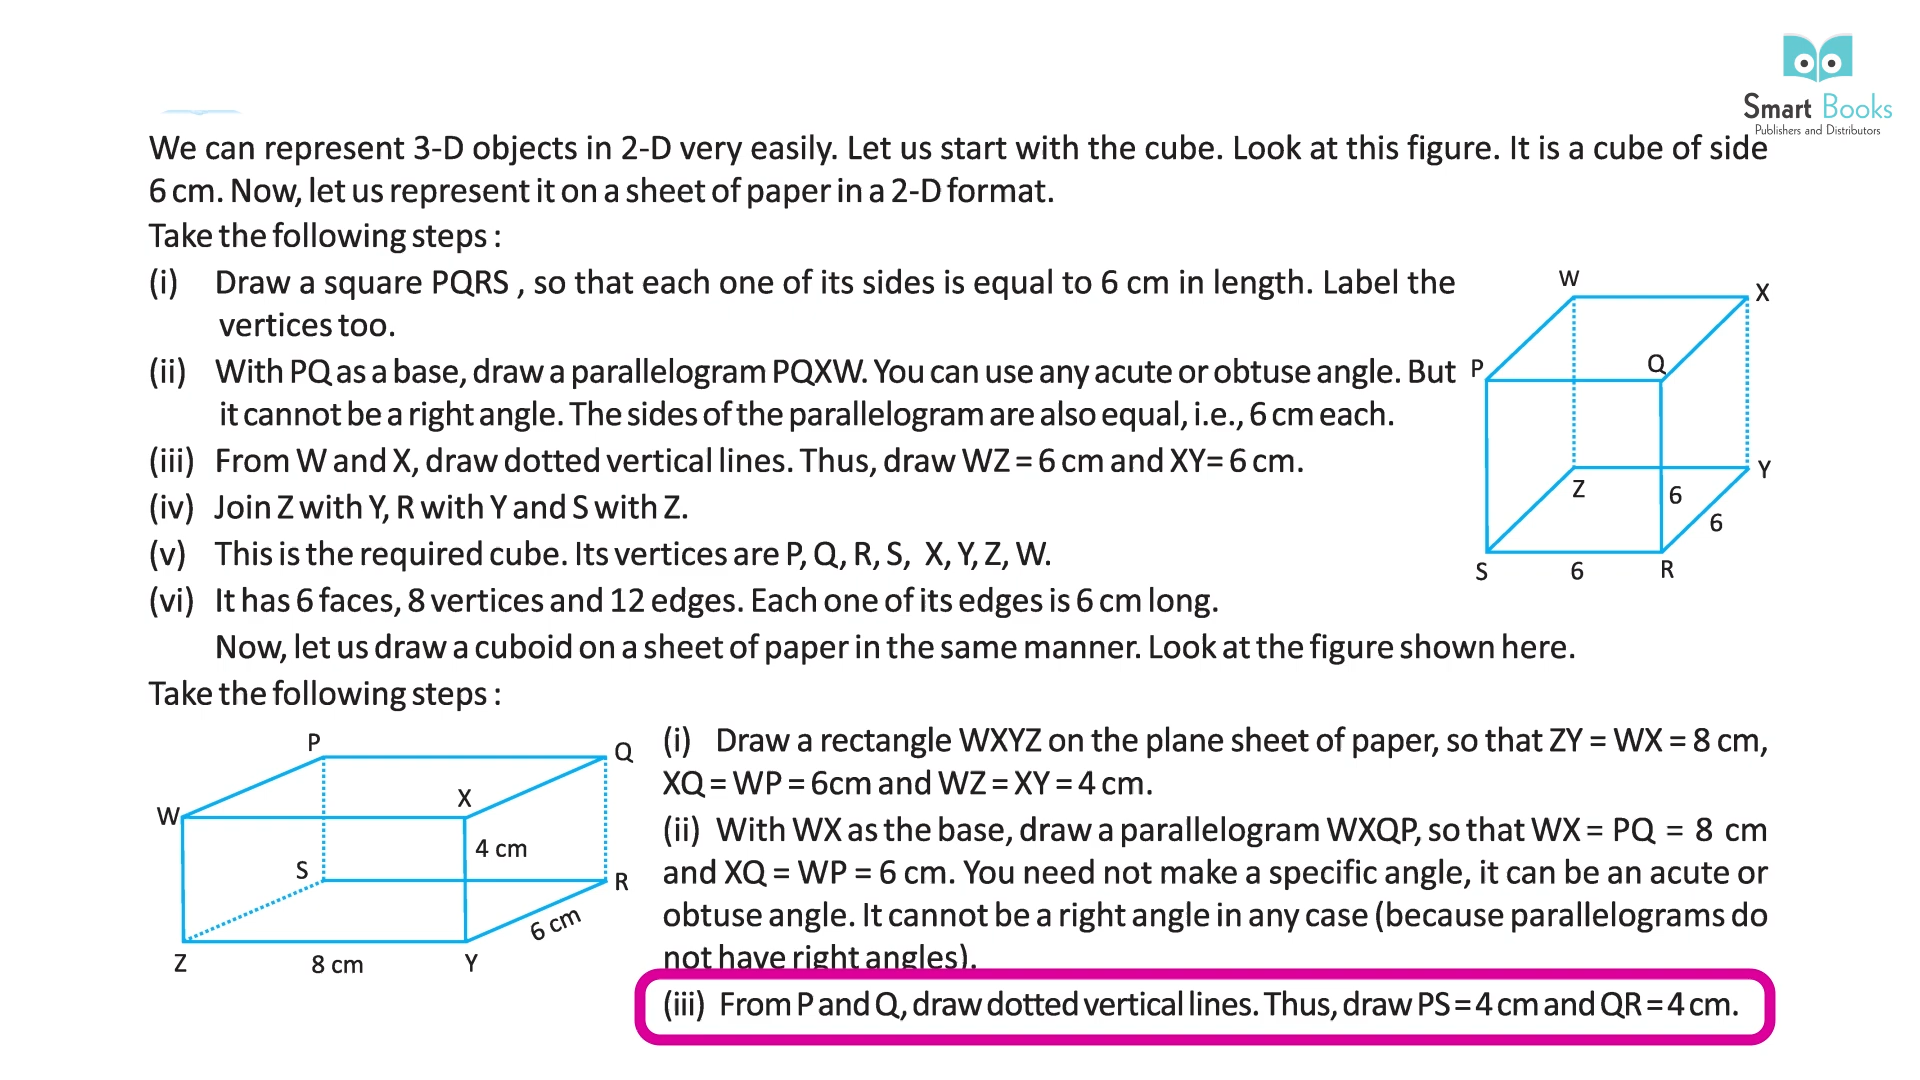 Smart Books
Publishers and Distributors
We can represent 3-D objects in 2-D very easily. Let us start with the cube. Look at this figure. It is a cube of side
6 cm. Now, let us represent it on a sheet of paper in a 2-D format.
Take the following steps :
(i) Draw a square PQRS , so that each one of its sides is equal to 6 cm in length. Label the
vertices too.
(ii) With PQ as a base, draw a parallelogram PQXW. You can use any acute or obtuse angle. But
it cannot be a right angle. The sides of the parallelogram are also equal, i.e., 6 cm each.
(iii) From W and X, draw dotted vertical lines. Thus, draw WZ = 6 cm and XY= 6 cm.
(iv) Join Z with Y, R with Y and S with Z.
(v) This is the required cube. Its vertices are P, Q, R, S, X, Y, Z, W.
(vi) It has 6 faces, 8 vertices and 12 edges. Each one of its edges is 6 cm long.
W
X
P
Q
Z
6
Y
6
S
6
R
Now, let us draw a cuboid on a sheet of paper in the same manner. Look at the figure shown here.
Take the following steps :
P
Q
W
X
4 cm
S
R
6 cm
Z
8 cm
Y
(i) Draw a rectangle WXYZ on the plane sheet of paper, so that ZY = WX = 8 cm,
XQ = WP = 6cm and WZ = XY = 4 cm.
(ii) With WX as the base, draw a parallelogram WXQP, so that WX = PQ = 8 cm
and XQ = WP = 6 cm. You need not make a specific angle, it can be an acute or
obtuse angle. It cannot be a right angle in any case (because parallelograms do
not have right angles).
(iii) From P and Q, draw dotted vertical lines. Thus, draw PS = 4 cm and QR = 4 cm.